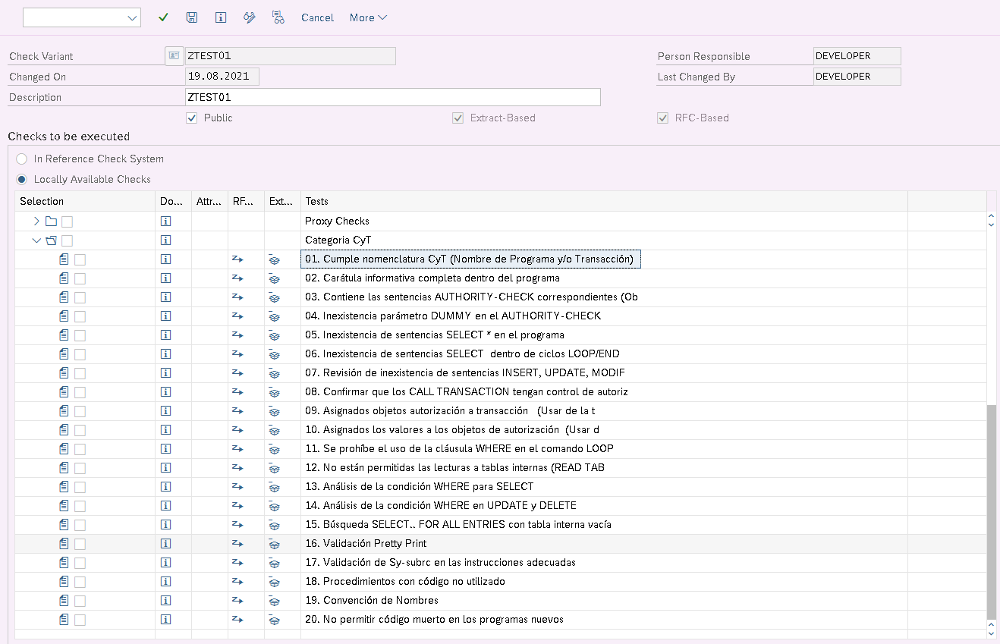 Cancel More
Check Variant ZTEST01 Person Responsible DEVELOPER
Changed On 19.08.2021 Last Changed By DEVELOPER
Description ZTEST01
Public Extract-Based RFC-Based
Checks to be executed
In Reference Check System
Locally Available Checks
Selection Do... Attr... RF... Ext... Tests
Proxy Checks
Categoria CyT
01. Cumple nomenclatura CyT (Nombre de Programa y/o Transacción)
02. Carátula informativa completa dentro del programa
03. Contiene las sentencias AUTHORITY-CHECK correspondientes (Ob
04. Inexistencia parámetro DUMMY en el AUTHORITY-CHECK
05. Inexistencia de sentencias SELECT * en el programa
06. Inexistencia de sentencias SELECT dentro de ciclos LOOP/END
07. Revisión de inexistencia de sentencias INSERT, UPDATE, MODIF
08. Confirmar que los CALL TRANSACTION tengan control de autoriz
09. Asignados objetos autorización a transacción (Usar de la t
10. Asignados los valores a los objetos de autorización (Usar d
11. Se prohíbe el uso de la cláusula WHERE en el comando LOOP
12. No están permitidas las lecturas a tablas internas (READ TAB
13. Análisis de la condición WHERE para SELECT
14. Análisis de la condición WHERE en UPDATE y DELETE
15. Búsqueda SELECT.. FOR ALL ENTRIES con tabla interna vacía
16. Validación Pretty Print
17. Validación de Sy-subrc en las instrucciones adecuadas
18. Procedimientos con código no utilizado
19. Convención de Nombres
20. No permitir código muerto en los programas nuevos